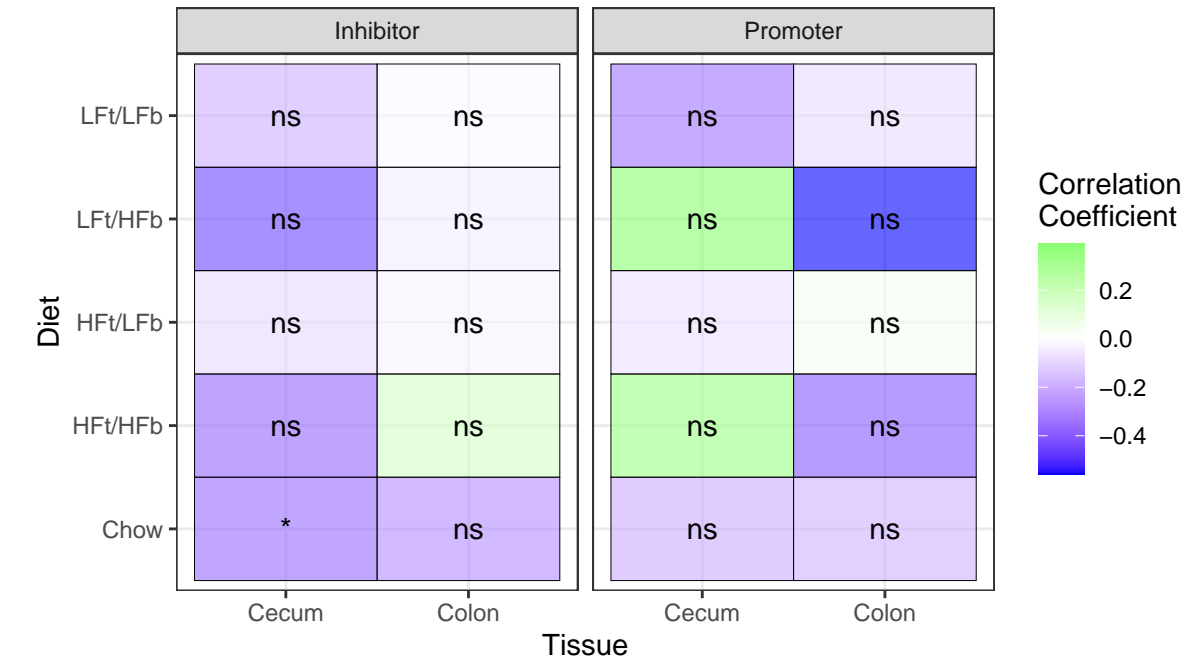 Inhibitor Promoter
LFt/LFb ns ns ns ns
LFt/HFb ns ns ns ns
HFt/LFb ns ns ns ns
HFt/HFb ns ns ns ns
Chow * ns ns ns
Cecum Colon Cecum Colon
Tissue
Diet
Correlation
Coefficient
0.2
0.0
−0.2
−0.4